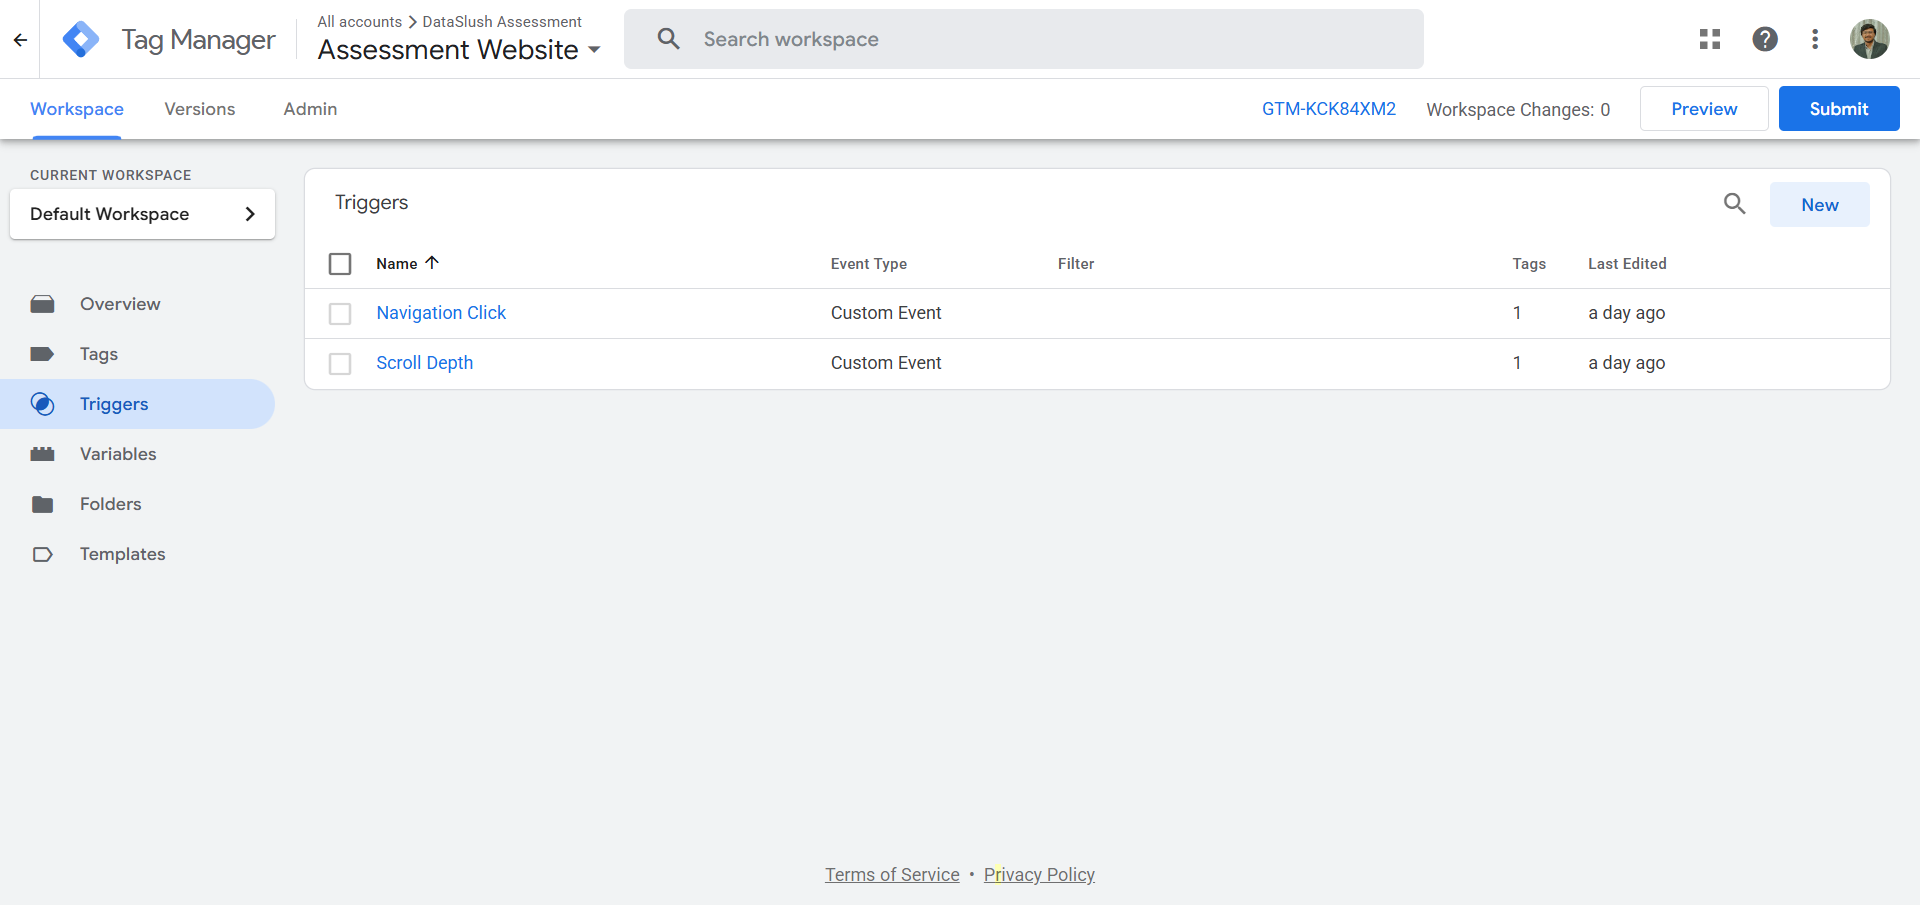 Tag Manager
All accounts > DataSlush Assessment
Assessment Website
Search workspace
Workspace
Versions
Admin
GTM-KCK84XM2
Workspace Changes: 0
Preview
Submit
CURRENT WORKSPACE
Default Workspace
Overview
Tags
Triggers
Variables
Folders
Templates
Triggers
New
Name Event Type Filter Tags Last Edited
Navigation Click Custom Event 1 a day ago
Scroll Depth Custom Event 1 a day ago
Terms of Service • Privacy Policy